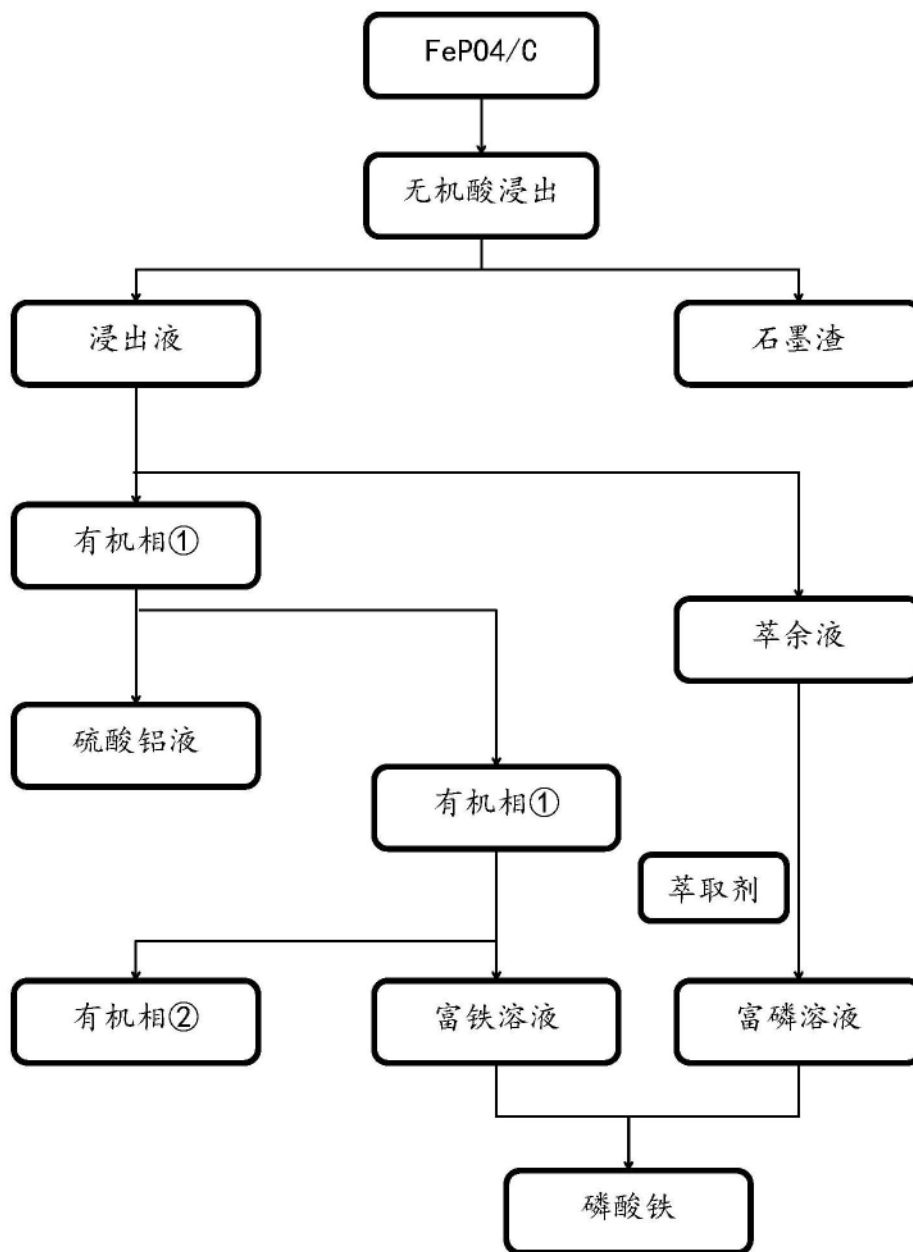 FePO4/C
无机酸浸出
浸出液
石墨渣
有机相①
萃余液
硫酸铝液
有机相①
萃取剂
有机相②
富铁溶液
富磷溶液
磷酸铁